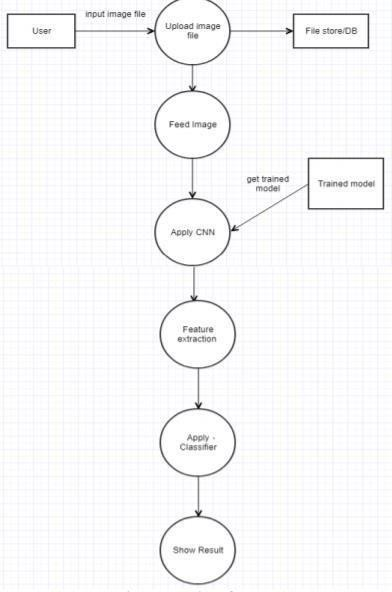 input image file
User
Upload image
file
File store/DB
Feed Image
get trained
model
Trained model
Apply CNN
Feature
extraction
Apply -
Classifier
Show Result